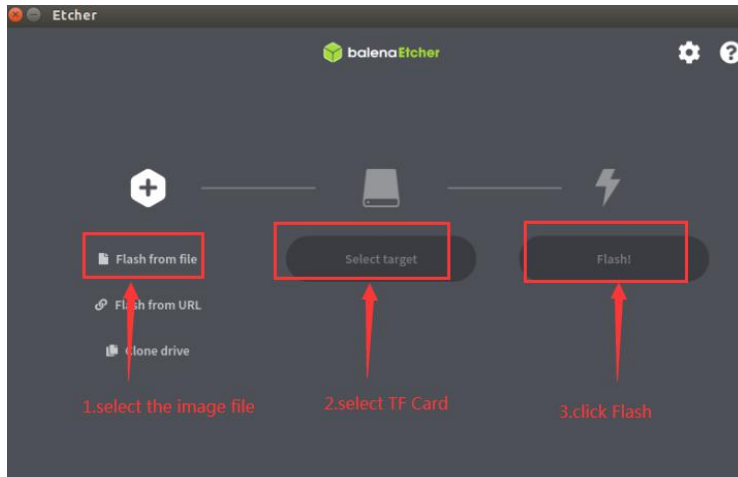 Etcher
balenaEtcher
Flash from file
Select target
Flash!
Flash from URL
Clone drive
1.select the image file
2.select TF Card
3.click Flash